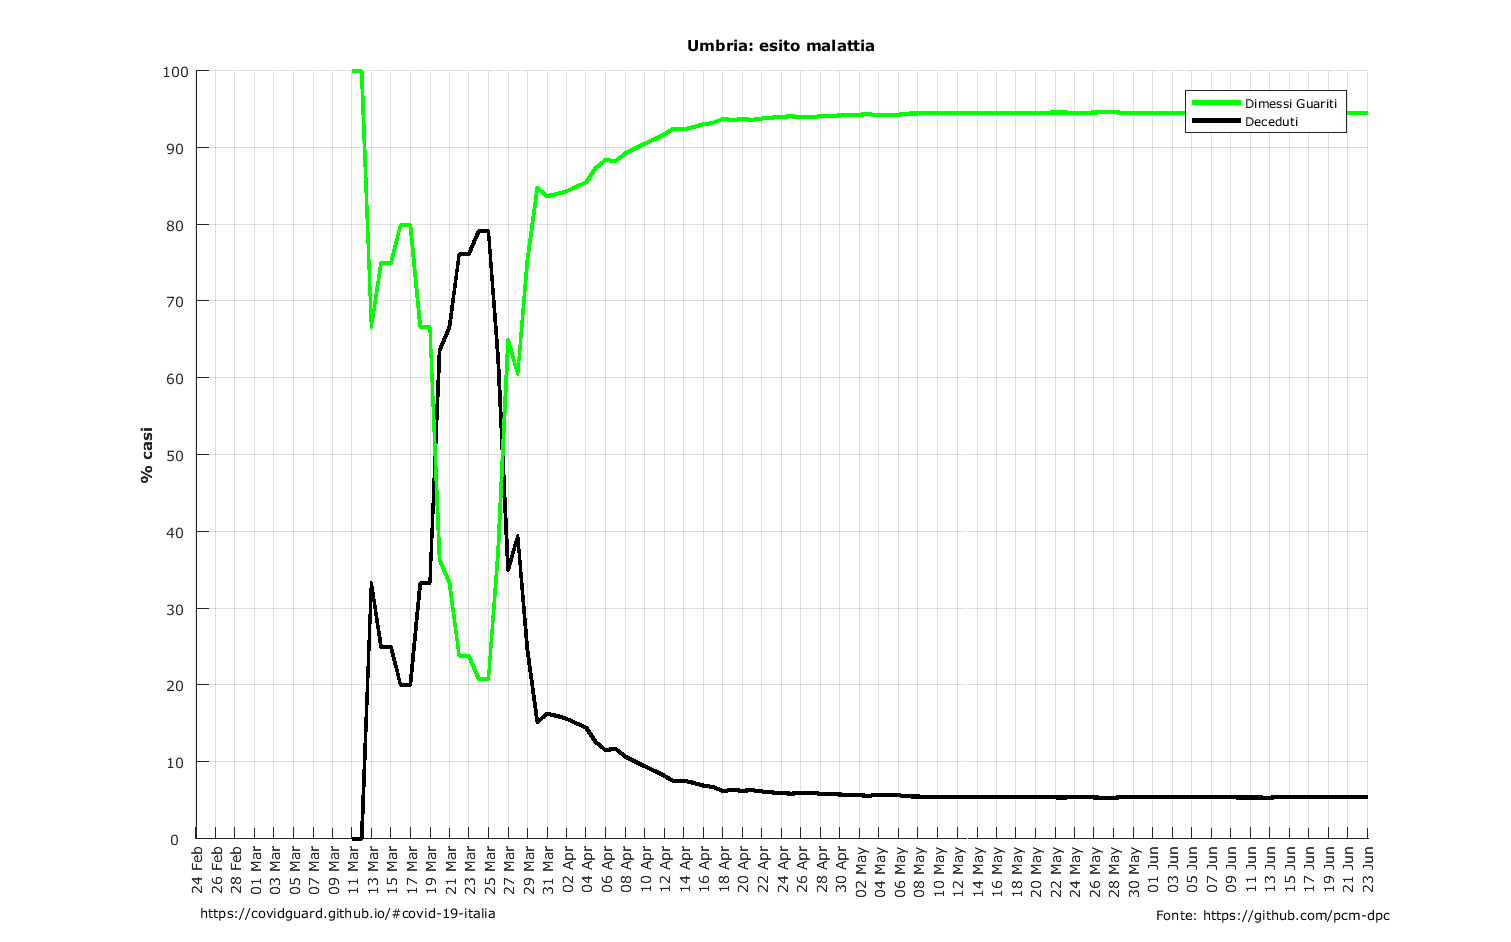 Umbria: esito malattia
100
90
80
70
60
50
40
30
20
10
0
% casi
Dimessi Guariti
Deceduti
24 Feb
26 Feb
28 Feb
01 Mar
03 Mar
05 Mar
07 Mar
09 Mar
11 Mar
13 Mar
15 Mar
17 Mar
19 Mar
21 Mar
23 Mar
25 Mar
27 Mar
29 Mar
31 Mar
02 Apr
04 Apr
06 Apr
08 Apr
10 Apr
12 Apr
14 Apr
16 Apr
18 Apr
20 Apr
22 Apr
24 Apr
26 Apr
28 Apr
30 Apr
02 May
04 May
06 May
08 May
10 May
12 May
14 May
16 May
18 May
20 May
22 May
24 May
26 May
28 May
30 May
01 Jun
03 Jun
05 Jun
07 Jun
09 Jun
11 Jun
13 Jun
15 Jun
17 Jun
19 Jun
21 Jun
23 Jun
https://covidguard.github.io/#covid-19-italia
Fonte: https://github.com/pcm-dpc